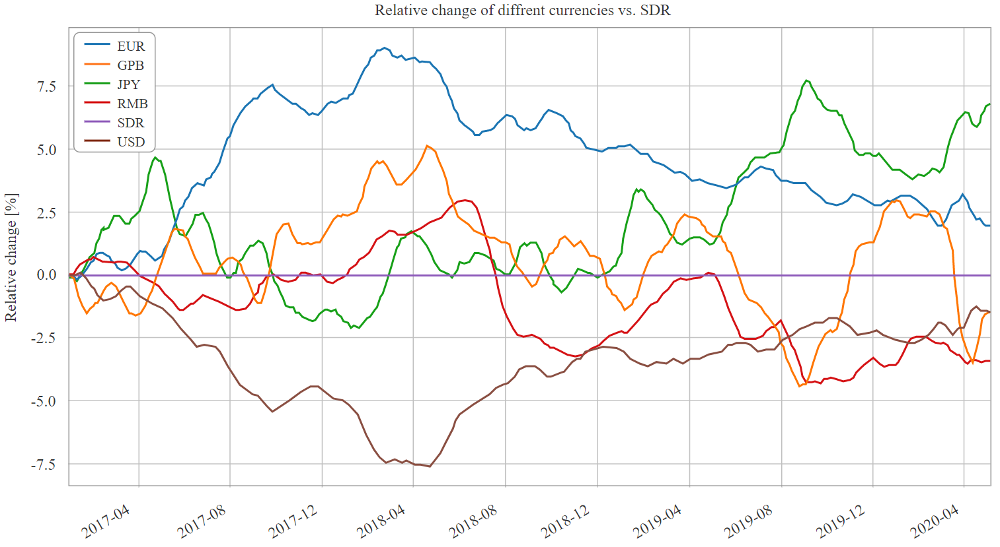 Relative change of diffrent currencies vs. SDR
EUR
GPB
JPY
RMB
SDR
USD
Relative change [%]
7.5
5.0
2.5
0.0
-2.5
-5.0
-7.5
2017-04
2017-08
2017-12
2018-04
2018-08
2018-12
2019-04
2019-08
2019-12
2020-04